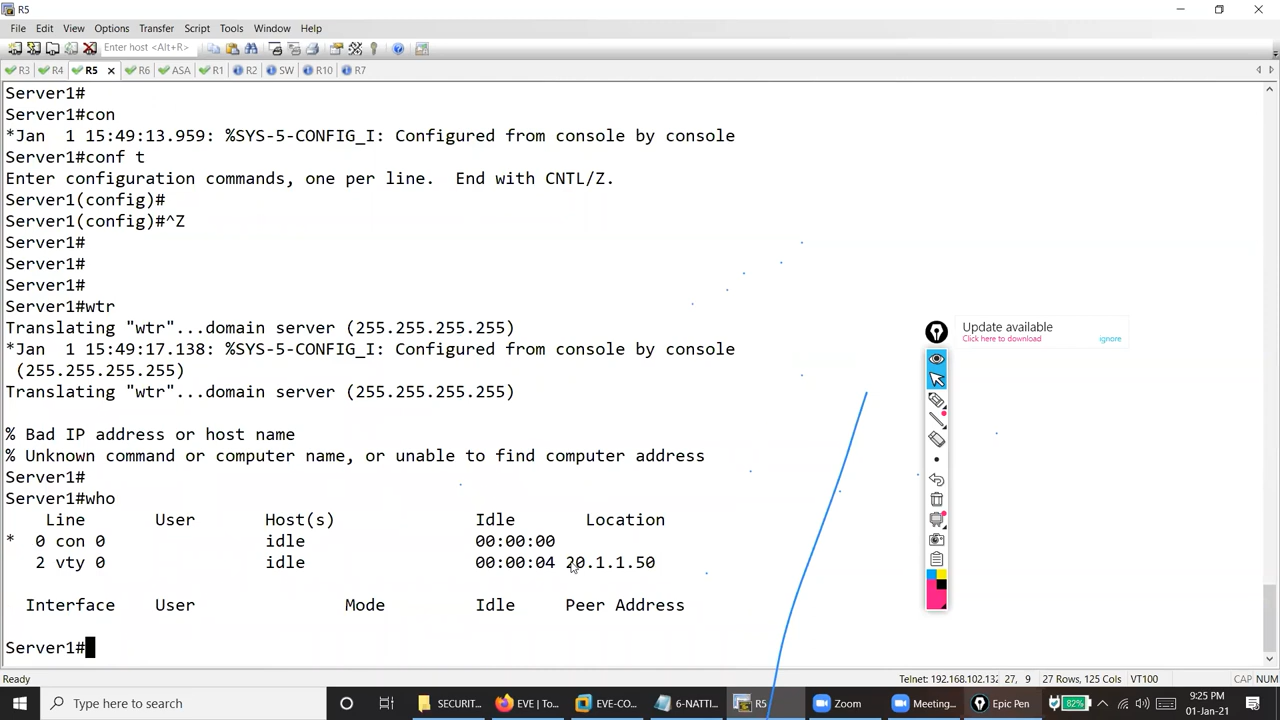 R5
File Edit View Options Transfer Script Tools Window Help
Enter host <Alt+R>
R3 R4 R5 R6 ASA R1 R2 SW R10 R7
Server1#
Server1#con
*Jan  1 15:49:13.959: %SYS-5-CONFIG_I: Configured from console by console
Server1#conf t
Enter configuration commands, one per line.  End with CNTL/Z.
Server1(config)#
Server1(config)#^Z
Server1#
Server1#
Server1#
Server1#wtr
Translating "wtr"...domain server (255.255.255.255)
*Jan  1 15:49:17.138: %SYS-5-CONFIG_I: Configured from console by console
(255.255.255.255)
Translating "wtr"...domain server (255.255.255.255)
% Bad IP address or host name
% Unknown command or computer name, or unable to find computer address
Server1#
Server1#who
Line User Host(s) Idle Location
* 0 con 0 idle 00:00:00
2 vty 0 idle 00:00:04 20.1.1.50
Interface User Mode Idle Peer Address
Server1#
Update available
Click here to download ignore
Ready Telnet: 192.168.102.132 27, 9 27 Rows, 125 Cols VT100 CAP NUM
Type here to search SECURIT... EVE | To... EVE-CO... 6-NATTI... R5 Zoom Meeting... Epic Pen 82% 9:25 PM
01-Jan-21